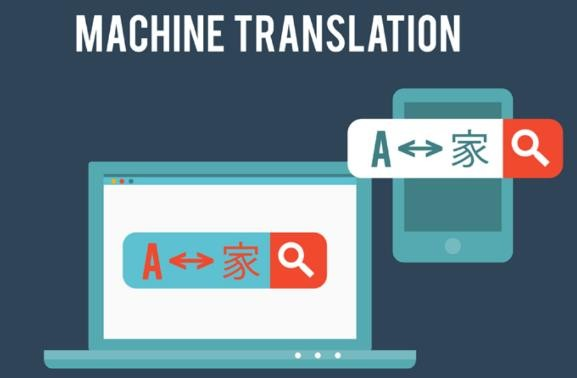 MACHINE TRANSLATION
A ↔ 家
A ↔ 家